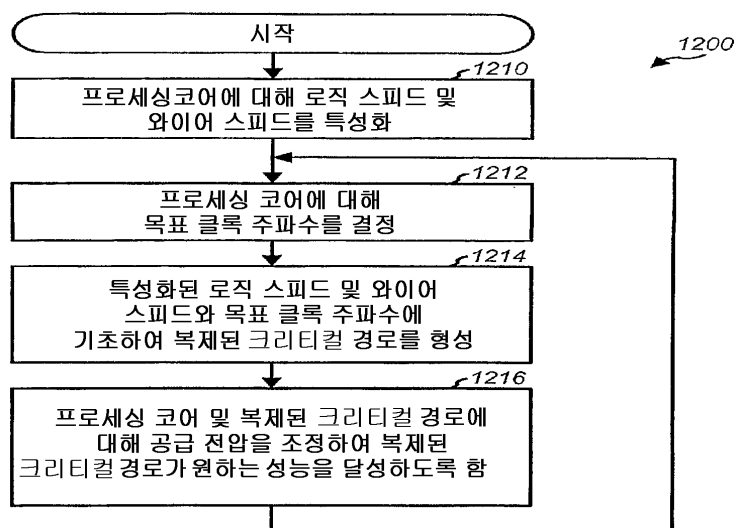 시작
1200
1210
프로세싱코어에 대해 로직 스피드 및
와이어 스피드를 특성화
1212
프로세싱 코어에 대해
목표 클록 주파수를 결정
1214
특성화된 로직 스피드 및 와이어
스피드와 목표 클록 주파수에
기초하여 복제된 크리티컬 경로를 형성
1216
프로세싱 코어 및 복제된 크리티컬 경로에
대해 공급 전압을 조정하여 복제된
크리티컬 경로가 원하는 성능을 달성하도록 함